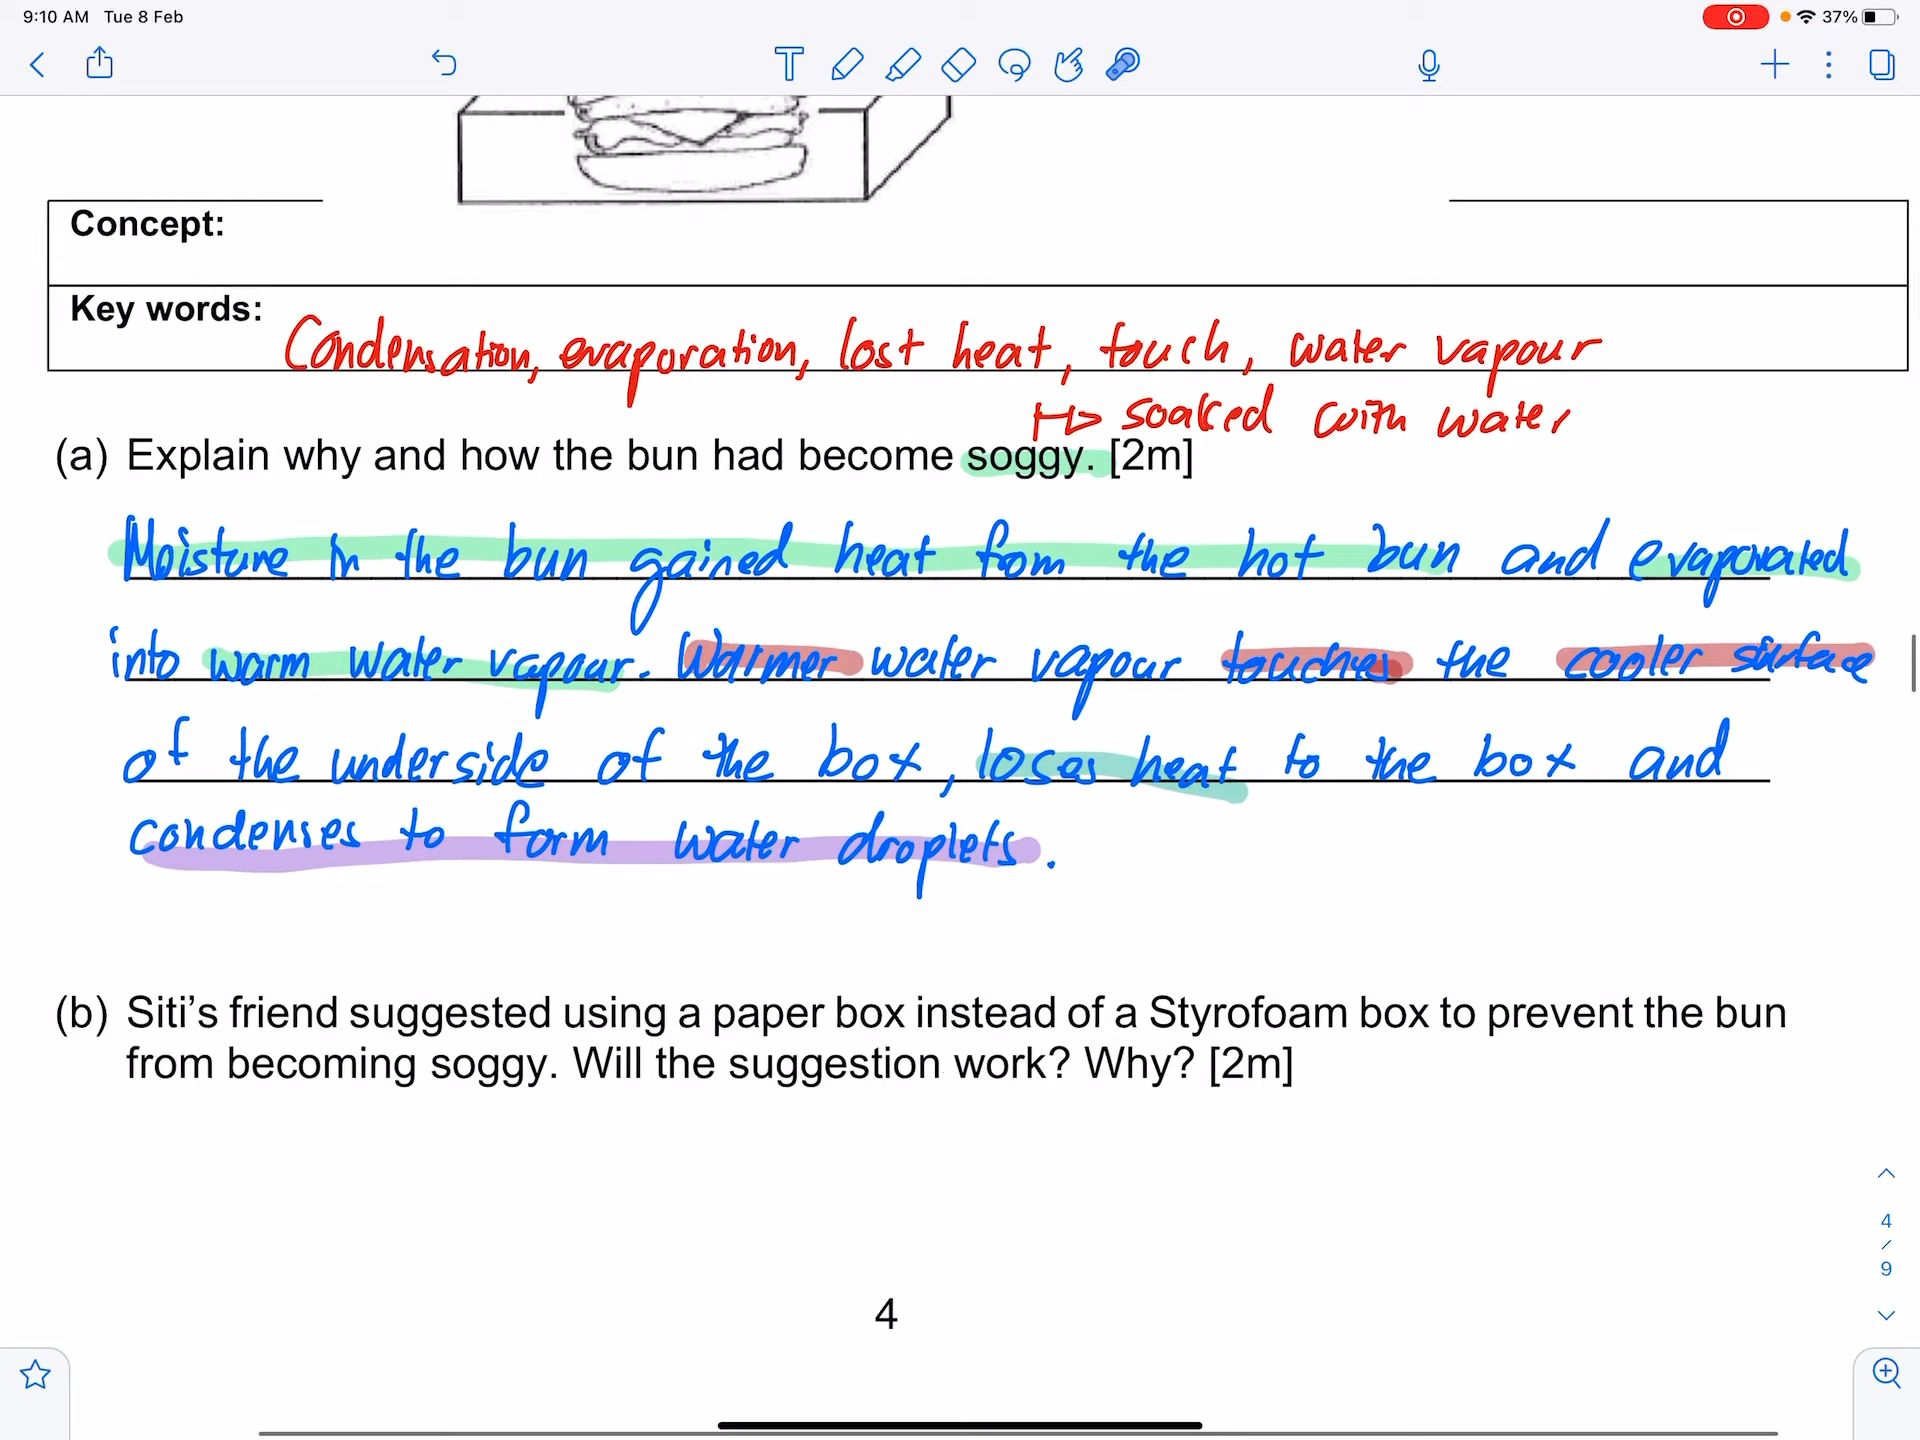 9:10 AM Tue 8 Feb
37%
Concept:
Key words:
Condensation, evaporation, lost heat, touch, water vapour
soaked with water
(a) Explain why and how the bun had become soggy. [2m]
Moisture in the bun gained heat from the hot bun and evaporated
into warm water vapour. Warmer water vapour touches the cooler surface
of the underside of the box, loses heat to the box and
condenses to form water droplets.
(b) Siti’s friend suggested using a paper box instead of a Styrofoam box to prevent the bun
from becoming soggy. Will the suggestion work? Why? [2m]
4
/
9
4